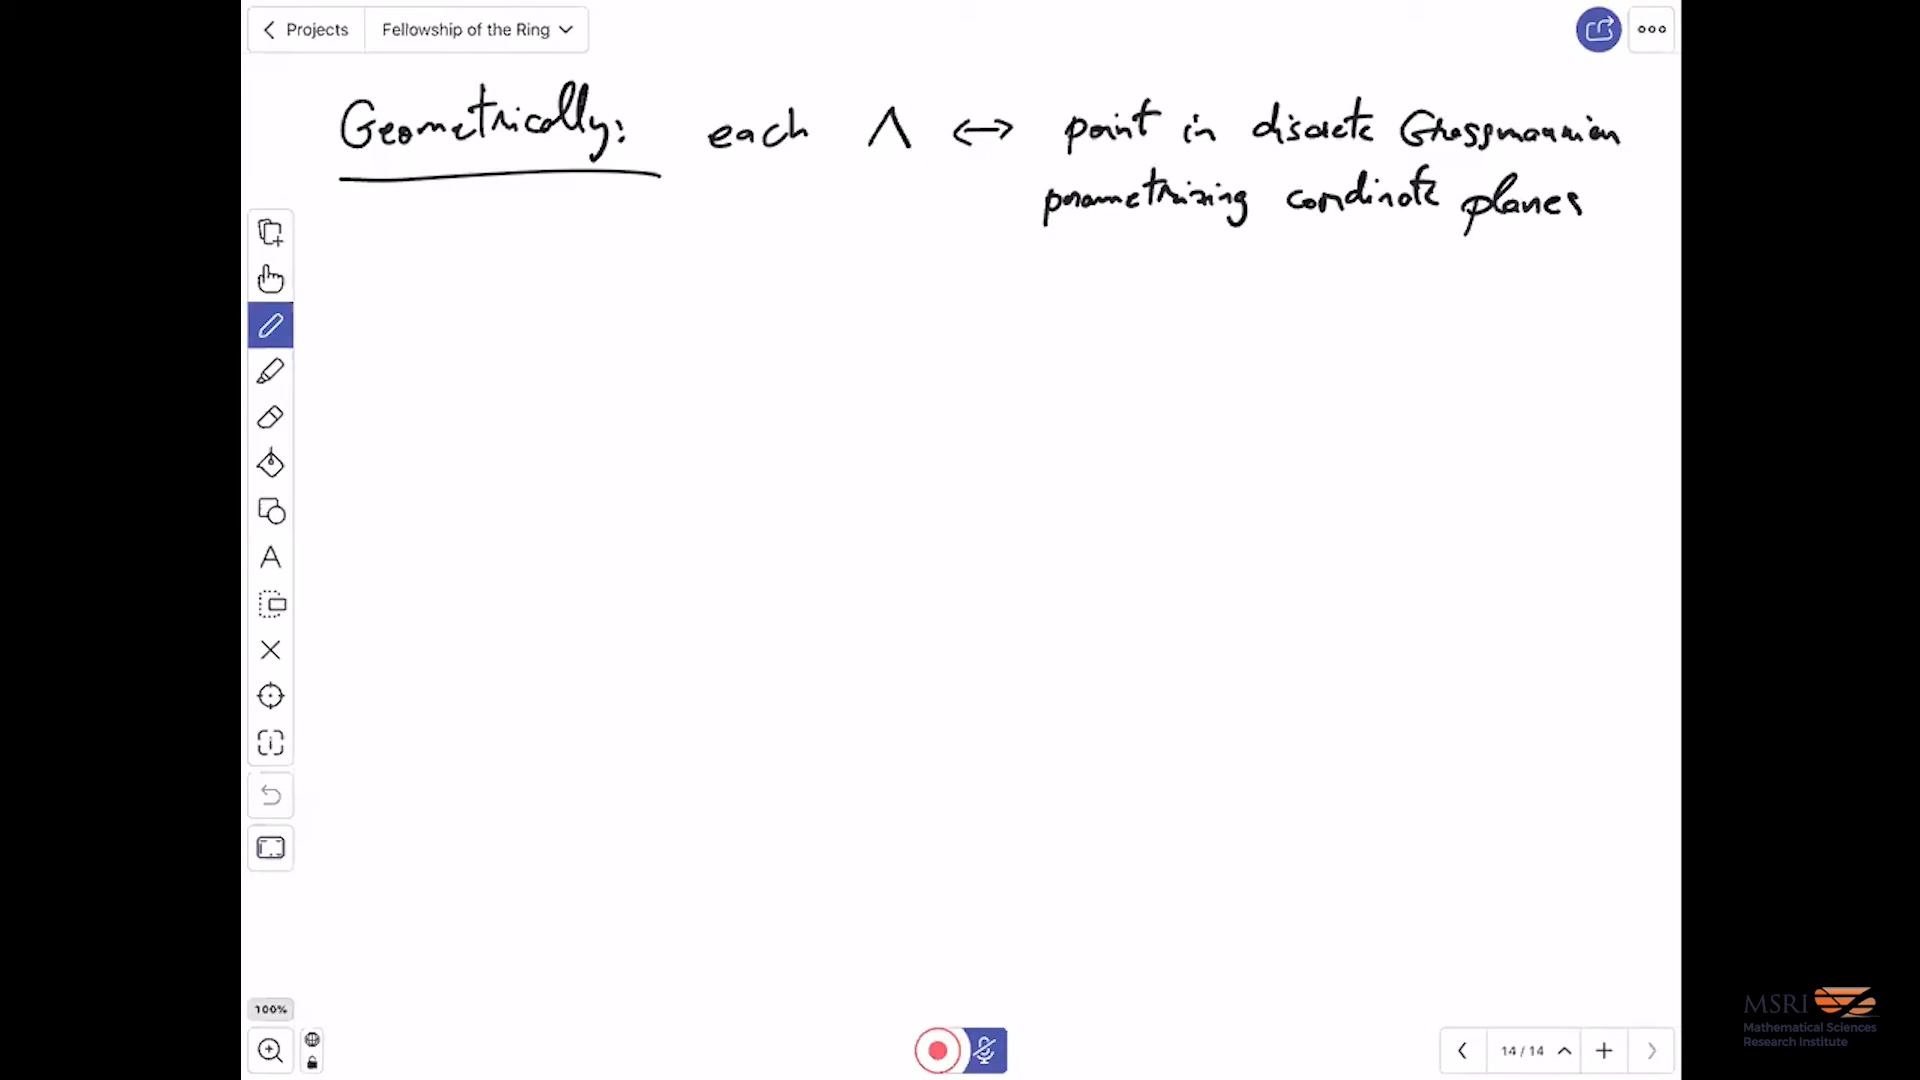 Projects
Fellowship of the Ring
Geometrically: each Λ ↔ point in discrete Grassmannian
parametrizing coordinate planes
A
100%
14 / 14
MSRI
Mathematical Sciences
Research Institute